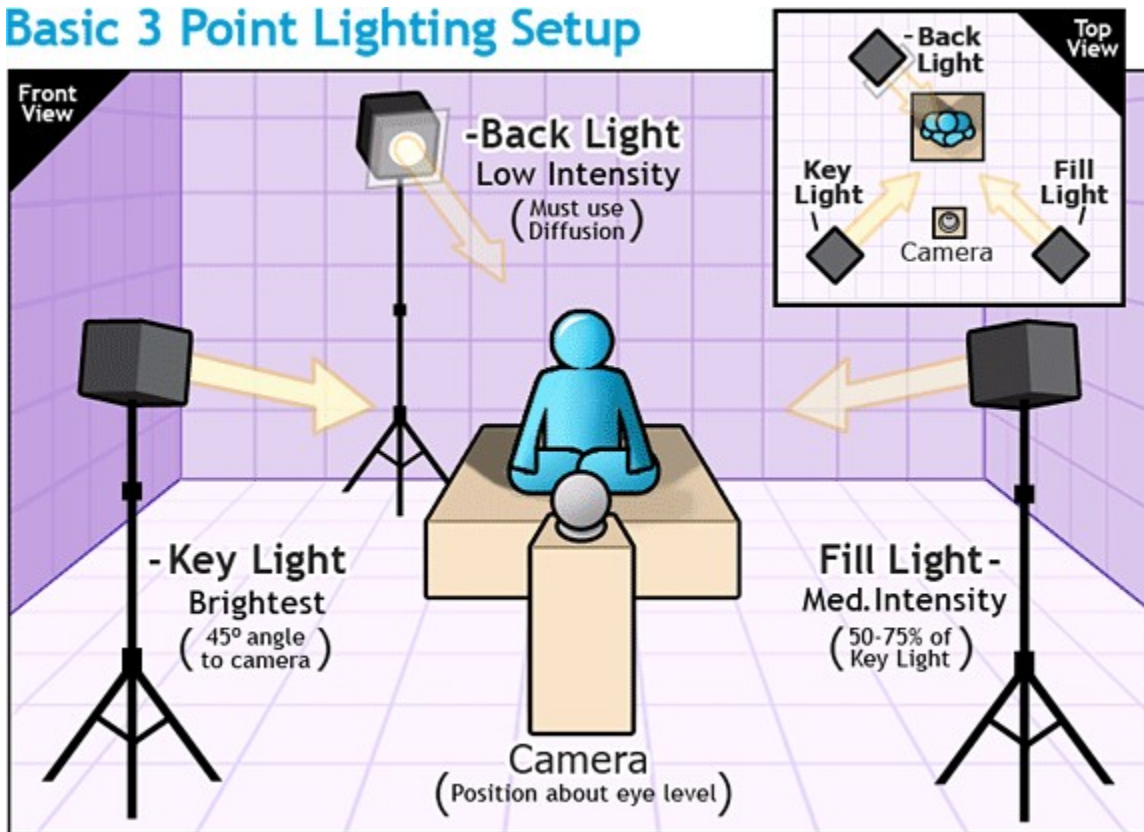 Basic 3 Point Lighting Setup
Front
View
-Back Light
Low Intensity
(Must use
Diffusion)
Top
View
-Back
Light
Key
Light
Fill
Light
Camera
-Key Light
Brightest
(45º angle
to camera)
Fill Light-
Med.Intensity
(50-75% of
Key Light)
Camera
(Position about eye level)